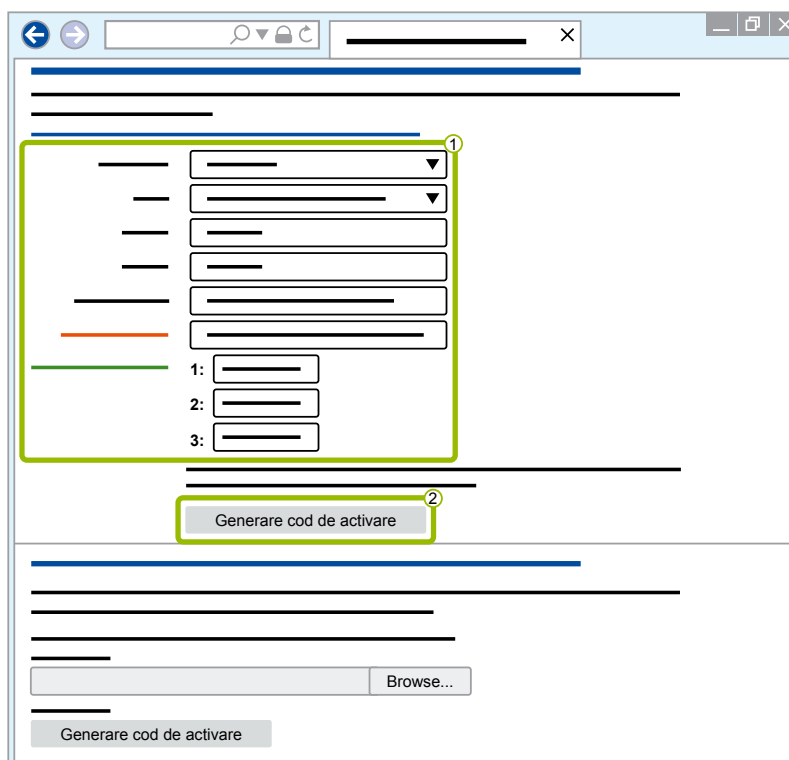 1
1:
2:
3:
2
Generare cod de activare
Browse...
Generare cod de activare